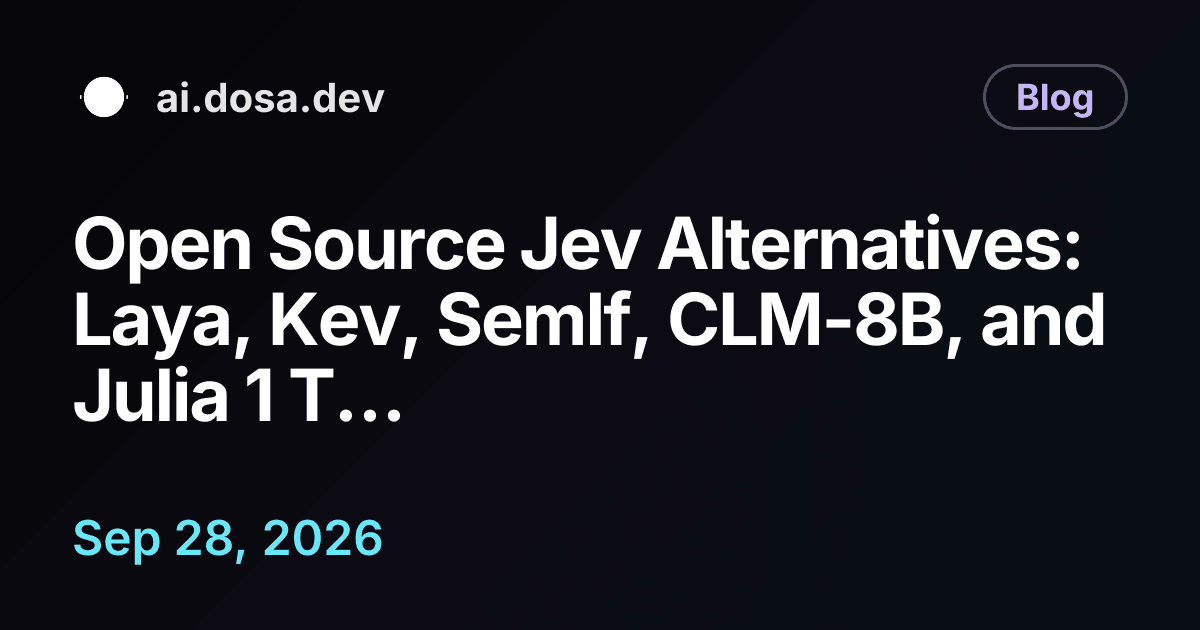 ai.dosa.dev
Blog
Open Source Jev Alternatives:
Laya, Kev, SemIf, CLM-8B, and
Julia 1 T…
Sep 28, 2026